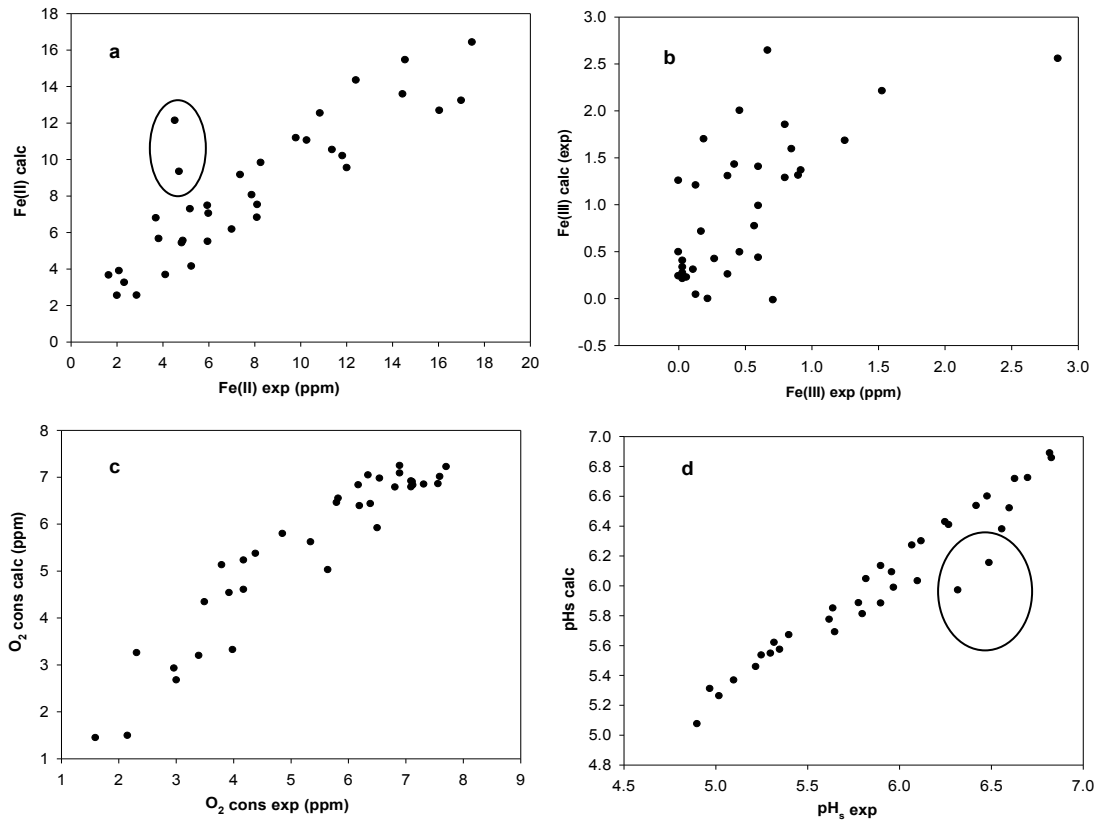 18
16
14
12
10
8
6
4
2
0
a
Fe(II) calc
0 2 4 6 8 10 12 14 16 18 20
Fe(II) exp (ppm)
3.0
2.5
2.0
1.5
1.0
0.5
0.0
-0.5
b
Fe(III) calc (exp)
0.0 0.5 1.0 1.5 2.0 2.5 3.0
Fe(III) exp (ppm)
8
7
6
5
4
3
2
1
c
O2 cons calc (ppm)
1 2 3 4 5 6 7 8 9
O2 cons exp (ppm)
7.0
6.8
6.6
6.4
6.2
6.0
5.8
5.6
5.4
5.2
5.0
4.8
d
pHs calc
4.5 5.0 5.5 6.0 6.5 7.0
pHs exp